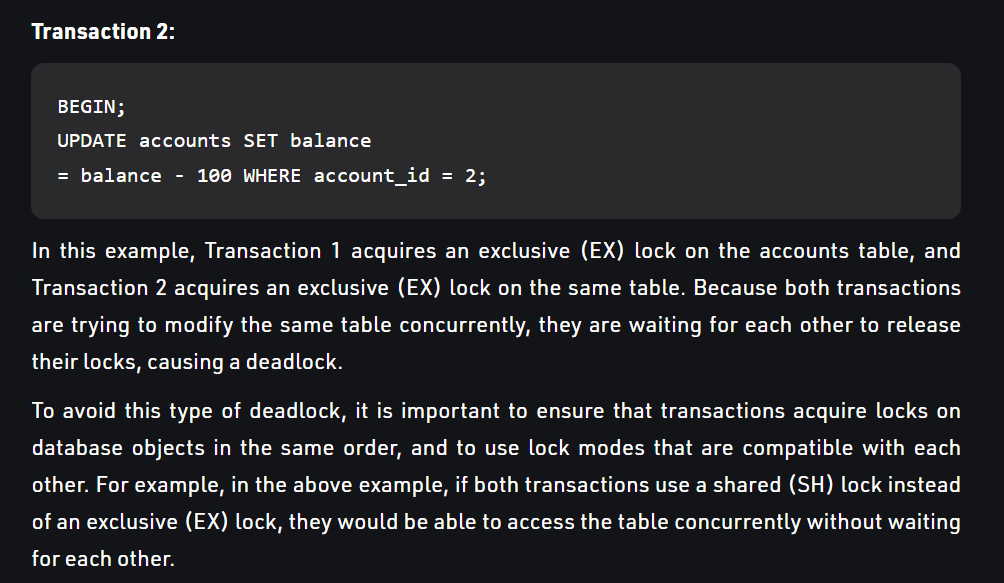 Transaction 2:
BEGIN;
UPDATE accounts SET balance
= balance - 100 WHERE account_id = 2;
In this example, Transaction 1 acquires an exclusive (EX) lock on the accounts table, and
Transaction 2 acquires an exclusive (EX) lock on the same table. Because both transactions
are trying to modify the same table concurrently, they are waiting for each other to release
their locks, causing a deadlock.
To avoid this type of deadlock, it is important to ensure that transactions acquire locks on
database objects in the same order, and to use lock modes that are compatible with each
other. For example, in the above example, if both transactions use a shared (SH) lock instead
of an exclusive (EX) lock, they would be able to access the table concurrently without waiting
for each other.